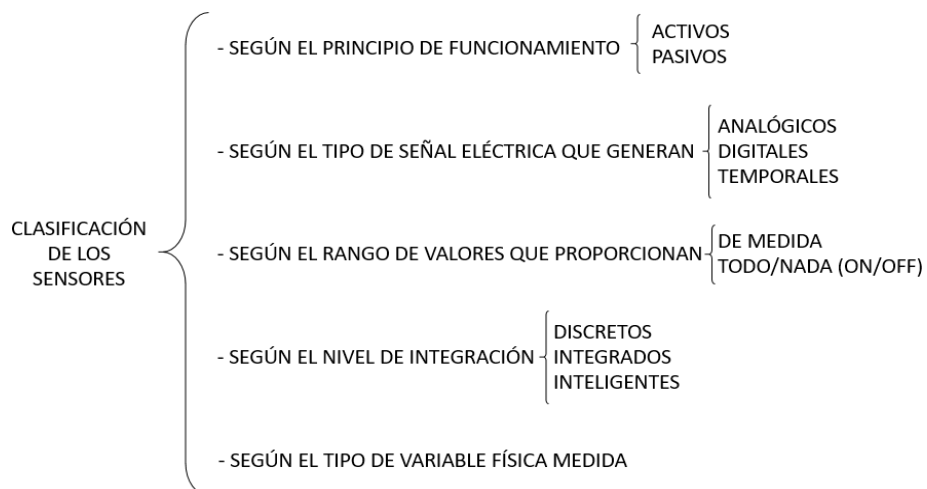 CLASIFICACIÓN
DE LOS
SENSORES
- SEGÚN EL PRINCIPIO DE FUNCIONAMIENTO
ACTIVOS
PASIVOS
- SEGÚN EL TIPO DE SEÑAL ELÉCTRICA QUE GENERAN
ANALÓGICOS
DIGITALES
TEMPORALES
- SEGÚN EL RANGO DE VALORES QUE PROPORCIONAN
DE MEDIDA
TODO/NADA (ON/OFF)
- SEGÚN EL NIVEL DE INTEGRACIÓN
DISCRETOS
INTEGRADOS
INTELIGENTES
- SEGÚN EL TIPO DE VARIABLE FÍSICA MEDIDA